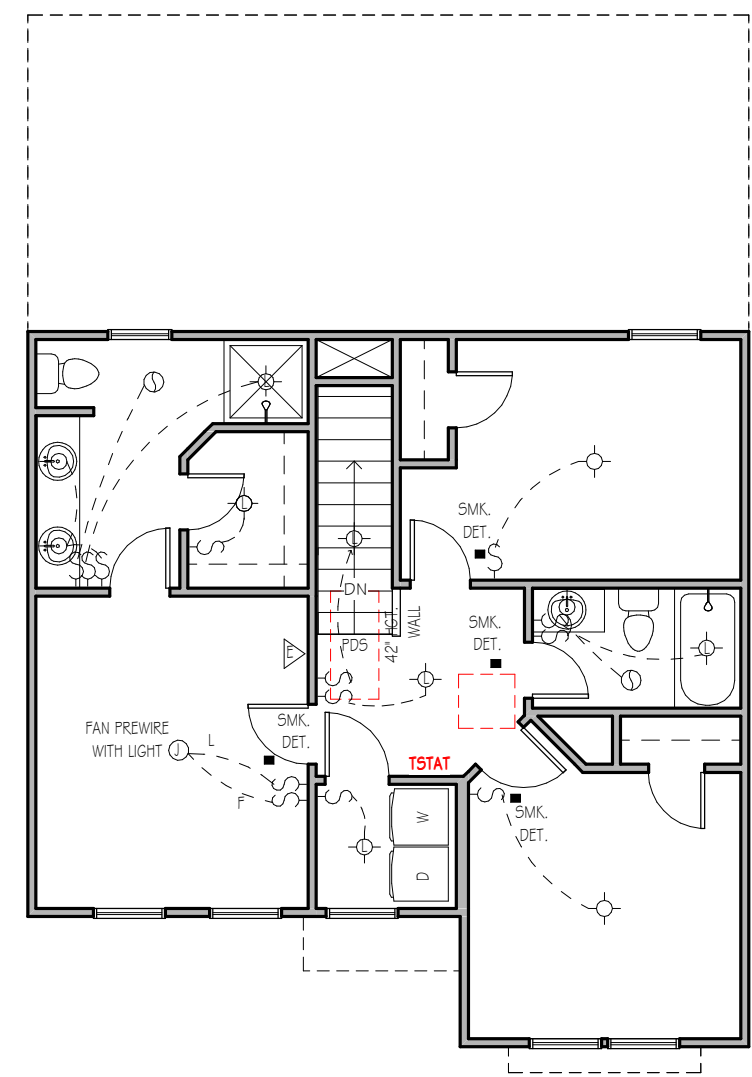 SMK.
DET.
L
L
DN
42" HGT.
WALL
PDS
SMK.
DET.
L
E
L
FAN PREWIRE
WITH LIGHT
J
L
F
SMK.
DET.
TSTAT
W
D
L
SMK.
DET.